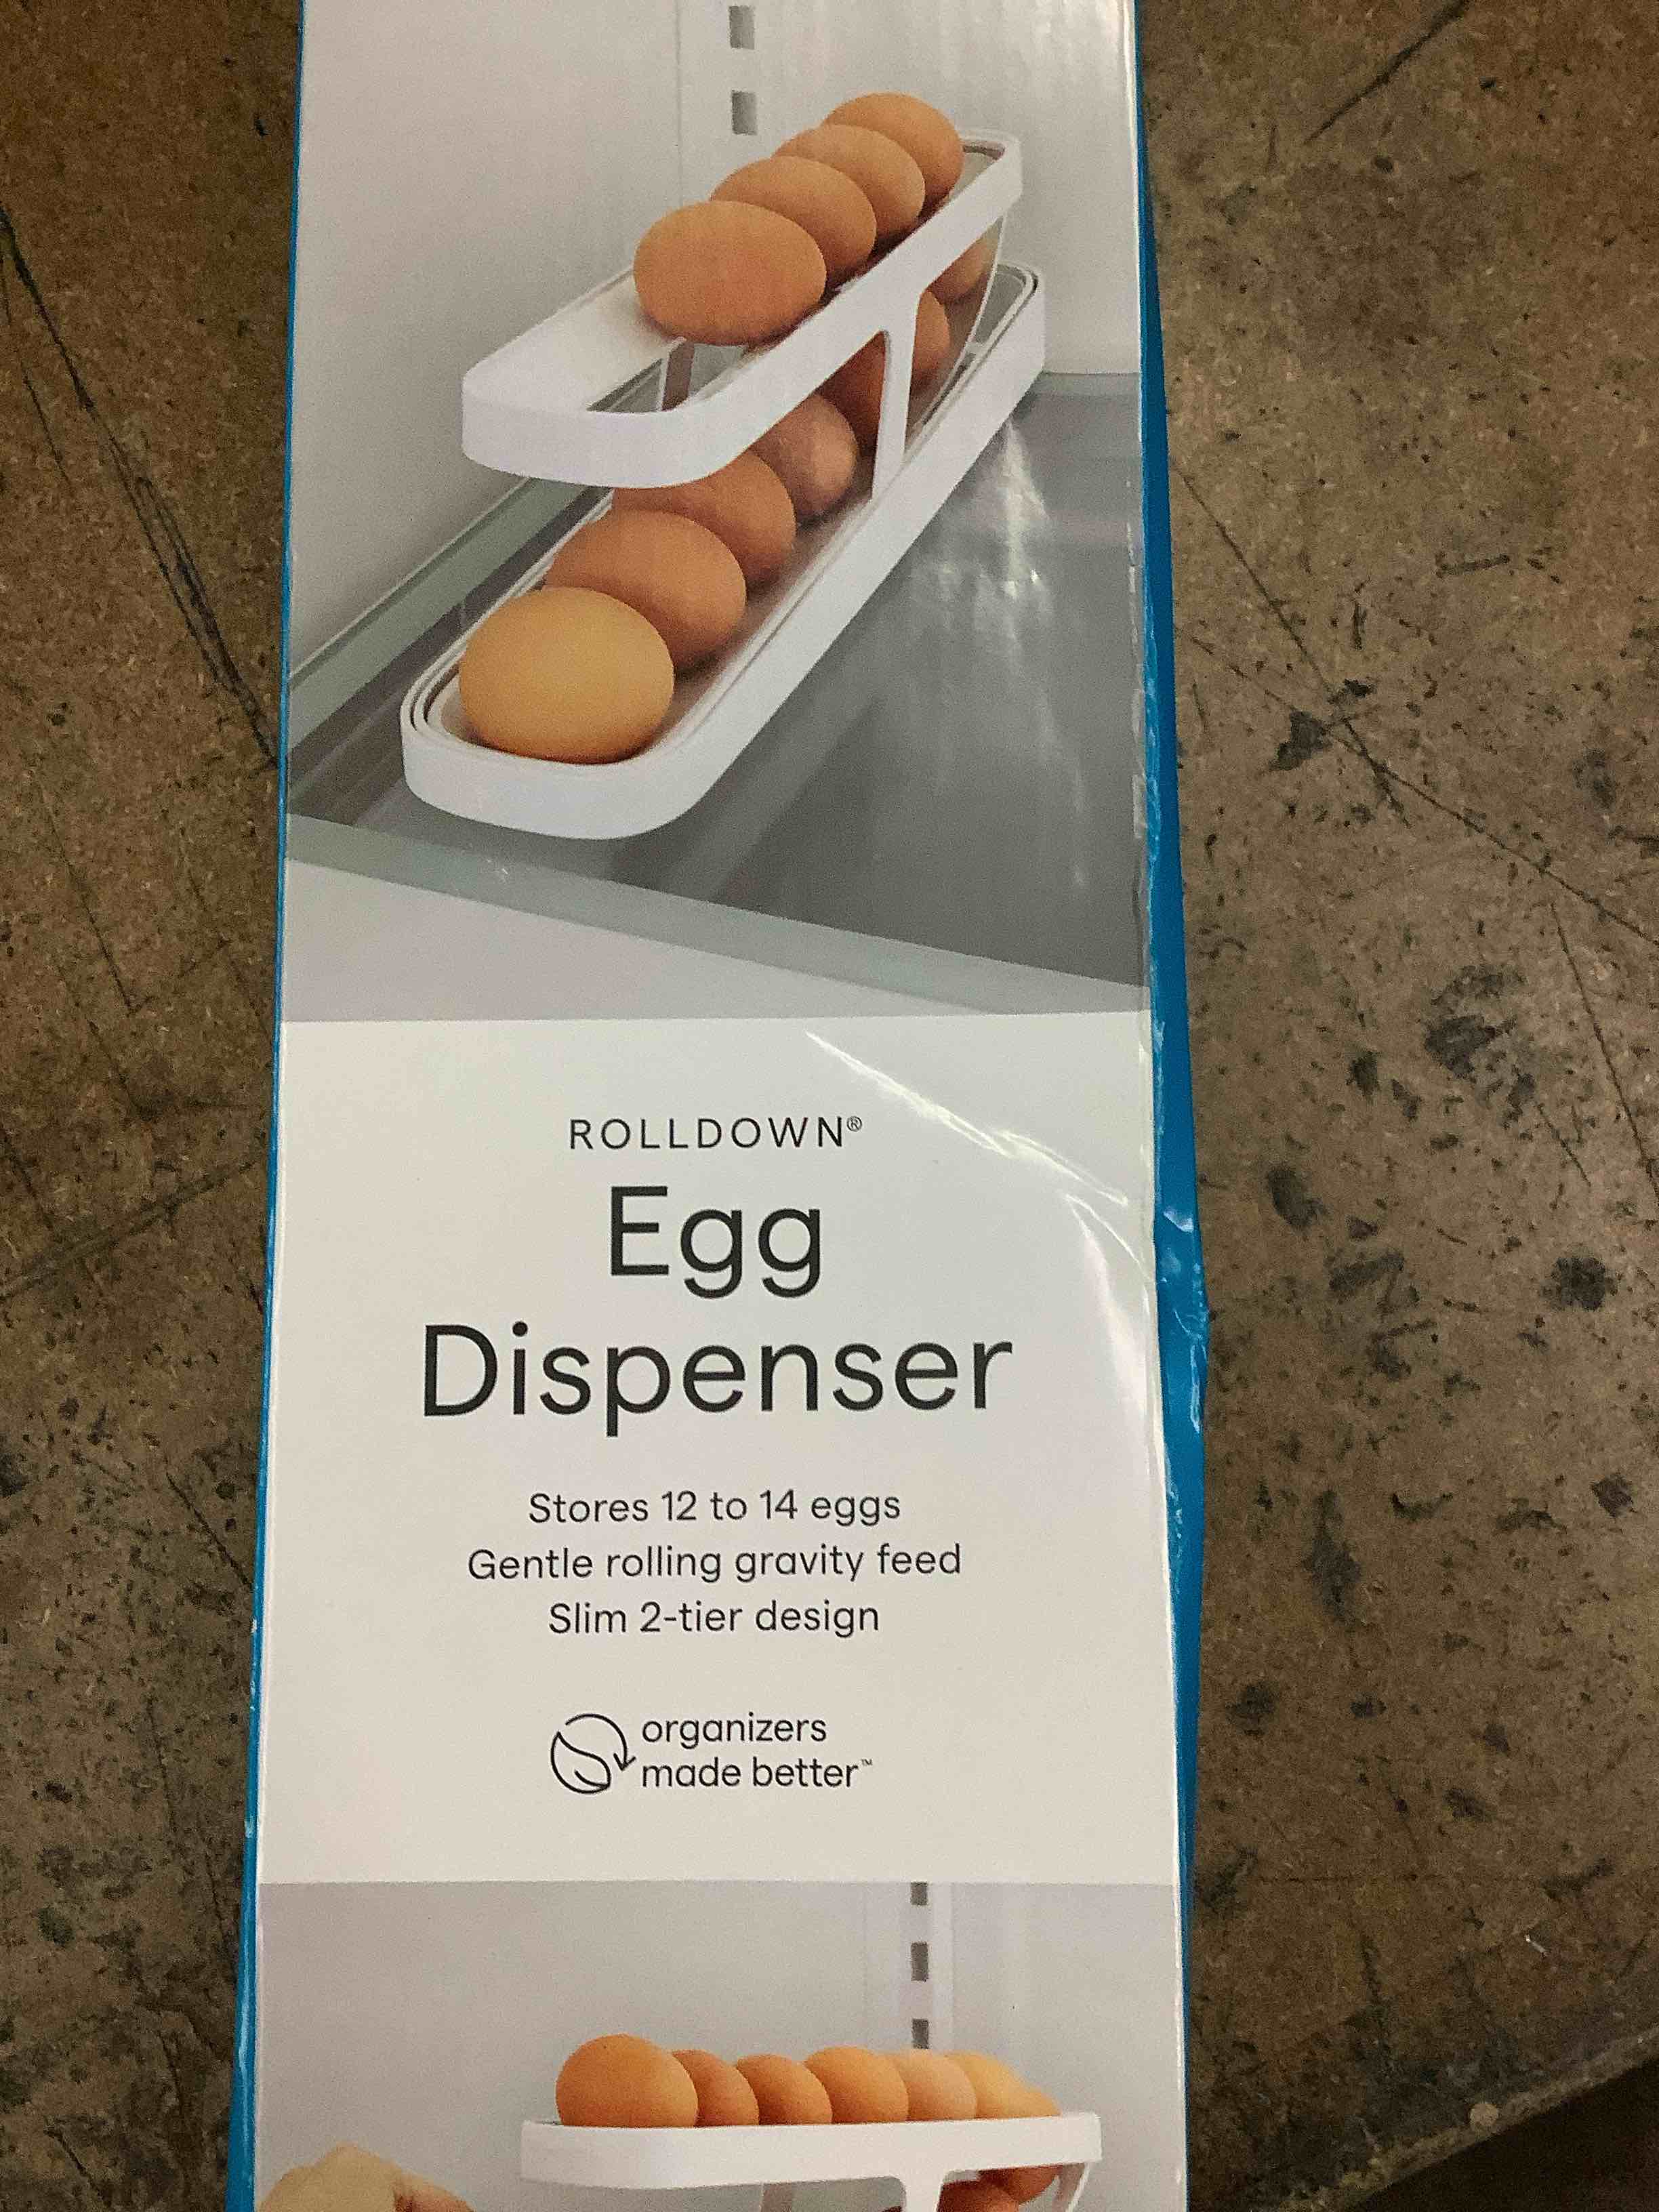 ROLLDOWN®
Egg
Dispenser
Stores 12 to 14 eggs
Gentle rolling gravity feed
Slim 2-tier design
organizers
made better™